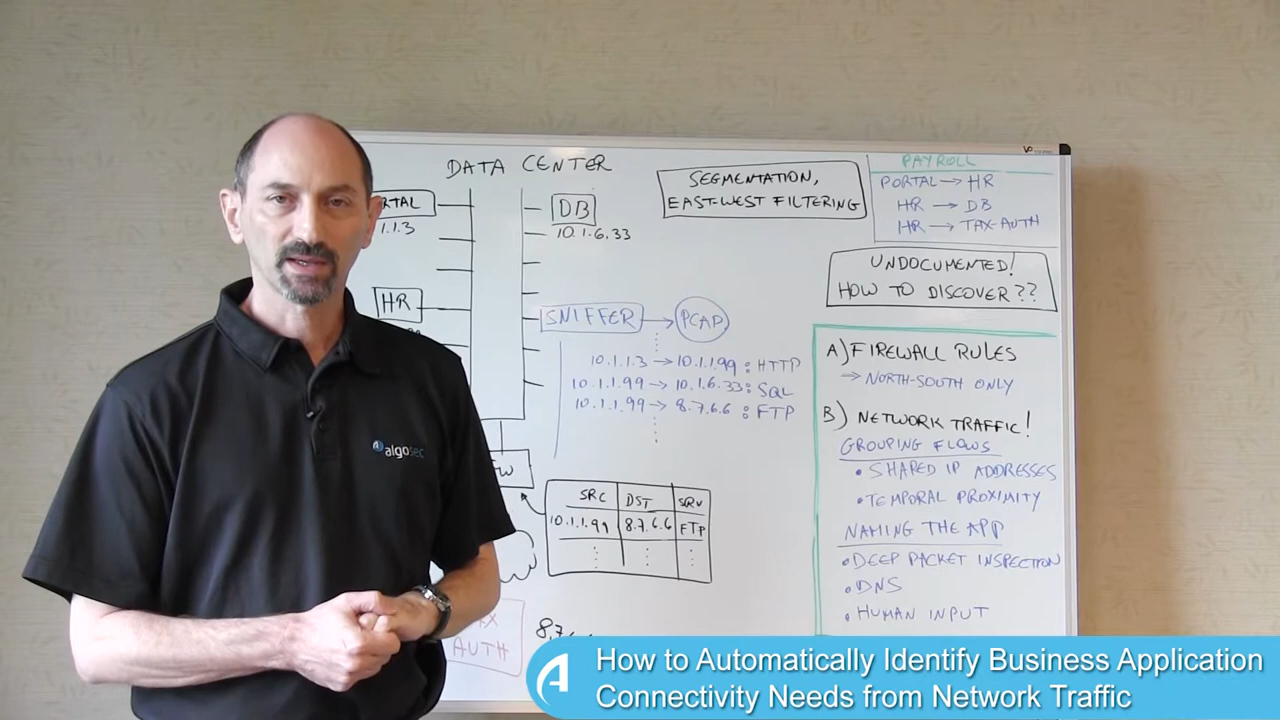 DATA CENTER
RTAL
1.1.3
DB
10.1.6.33
HR
SEGMENTATION,
EAST-WEST FILTERING
PAYROLL
PORTAL → HR
HR → DB
HR → TAX-AUTH
UNDOCUMENTED!
HOW TO DISCOVER??
SNIFFER → PCAP
10.1.1.3 → 10.1.1.99 : HTTP
10.1.1.99 → 10.1.6.33 : SQL
10.1.1.99 → 8.7.6.6 : FTP
FW
SRC DST SRV
10.1.1.99 8.7.6.6 FTP
AUTH
A) FIREWALL RULES
→ NORTH-SOUTH ONLY
B) NETWORK TRAFFIC!
GROUPING FLOWS
• SHARED IP ADDRESSES
• TEMPORAL PROXIMITY
NAMING THE APP
• DEEP PACKET INSPECTION
• DNS
• HUMAN INPUT
algosec
How to Automatically Identify Business Application
Connectivity Needs from Network Traffic